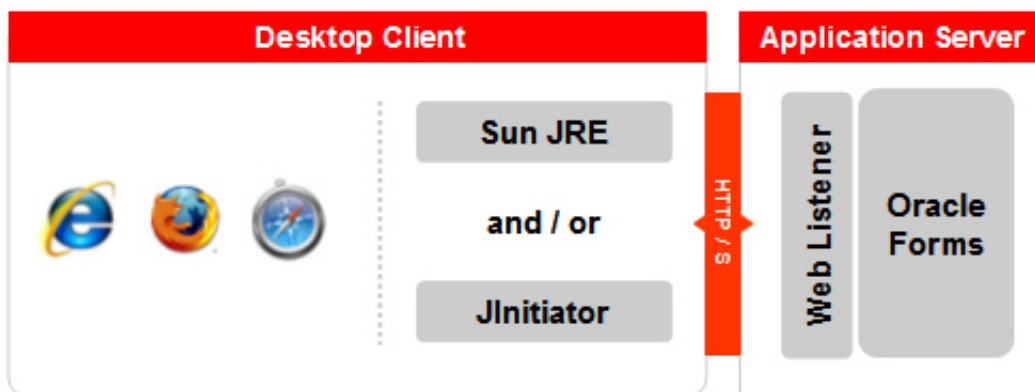 Desktop Client
Sun JRE
and / or
JInitiator
HTTP / S
Application Server
Web Listener
Oracle
Forms